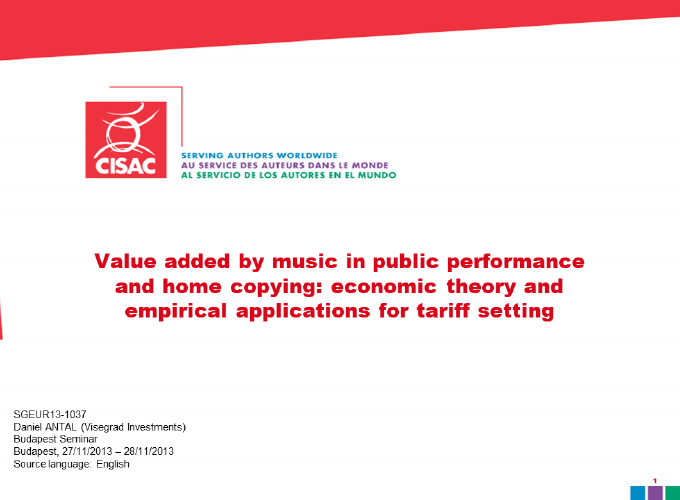 CISAC
SERVING AUTHORS WORLDWIDE
AU SERVICE DES AUTEURS DANS LE MONDE
AL SERVICIO DE LOS AUTORES EN EL MUNDO
Value added by music in public performance
and home copying: economic theory and
empirical applications for tariff setting
SGEUR13-1037
Daniel ANTAL (Visegrad Investments)
Budapest Seminar
Budapest, 27/11/2013 – 28/11/2013
Source language: English
1